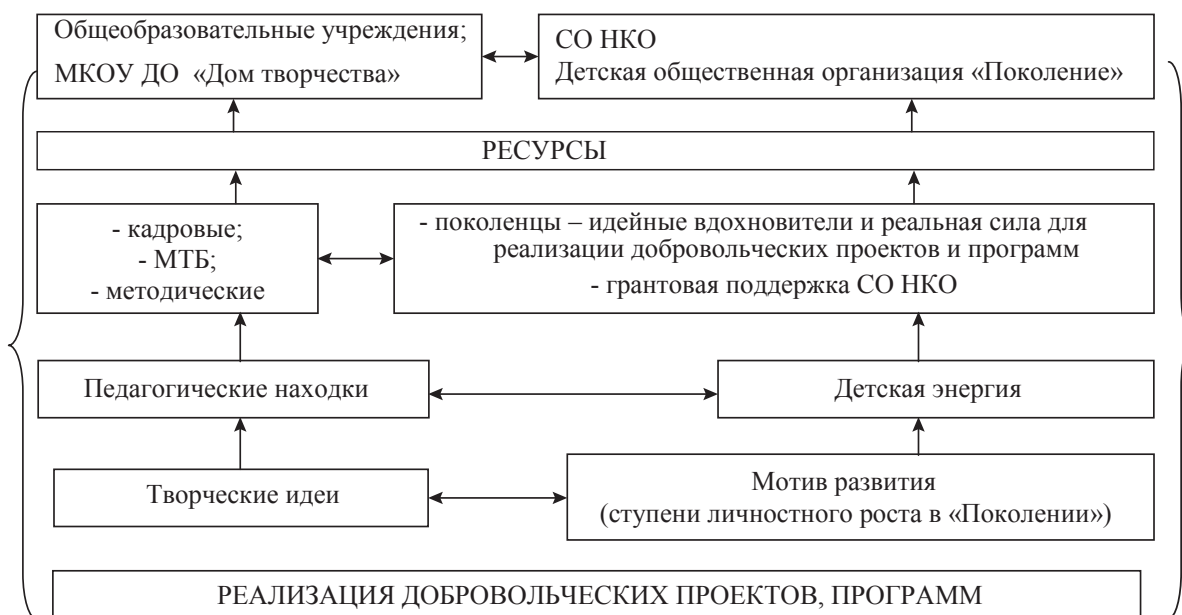 Общеобразовательные учреждения;
МКОУ ДО «Дом творчества»
СО НКО
Детская общественная организация «Поколение»
РЕСУРСЫ
- кадровые;
- МТБ;
- методические
- поколенцы – идейные вдохновители и реальная сила для
реализации добровольческих проектов и программ
- грантовая поддержка СО НКО
Педагогические находки
Детская энергия
Творческие идеи
Мотив развития
(ступени личностного роста в «Поколении»)
РЕАЛИЗАЦИЯ ДОБРОВОЛЬЧЕСКИХ ПРОЕКТОВ, ПРОГРАММ